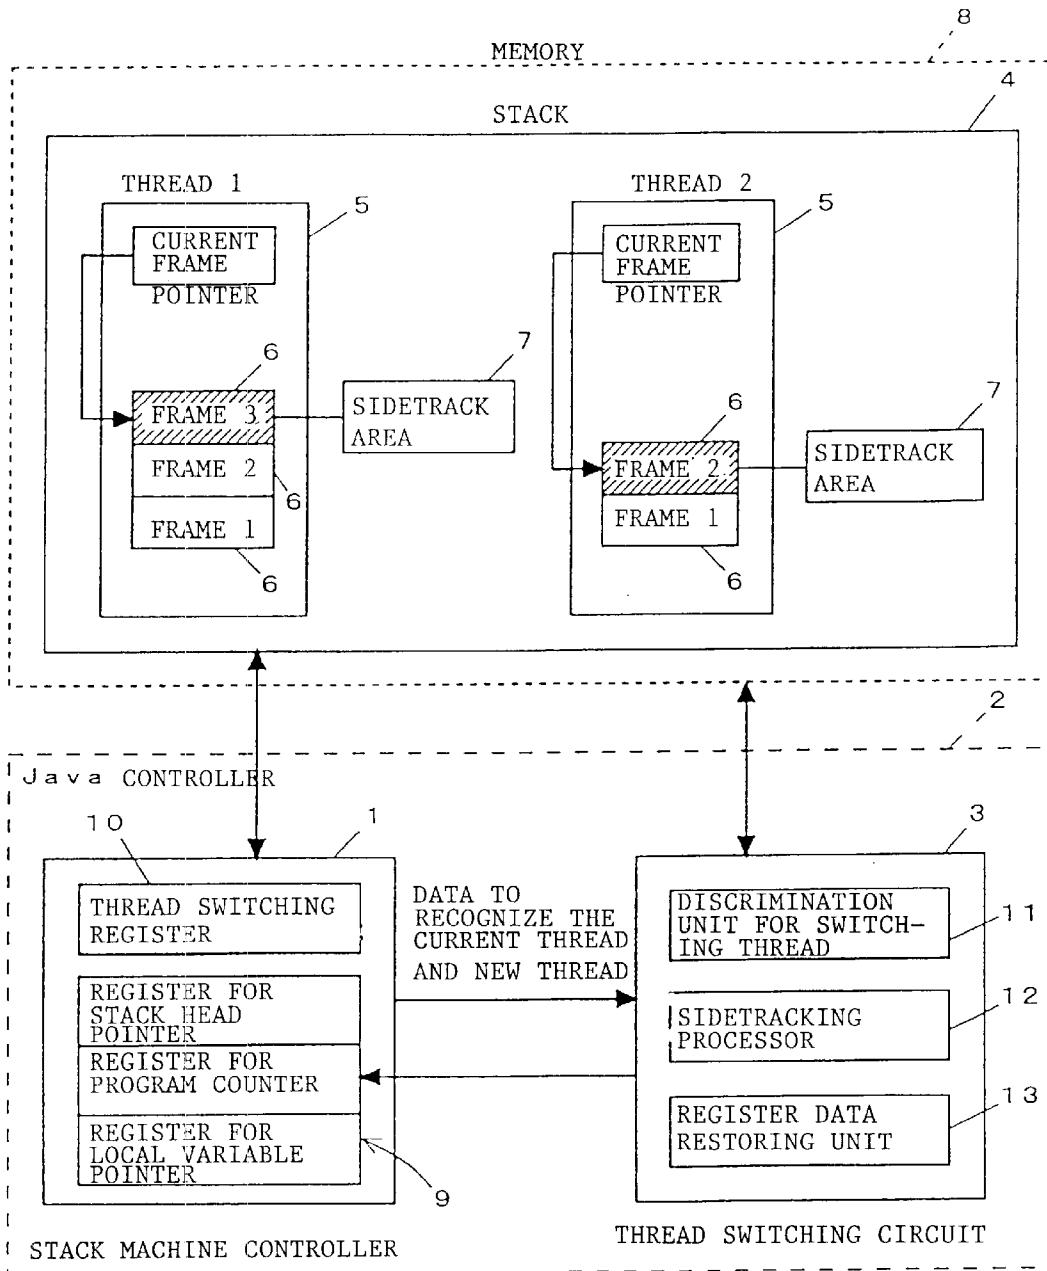 8
MEMORY
4
STACK
THREAD 1
5
CURRENT
FRAME
POINTER
THREAD 2
5
CURRENT
FRAME
POINTER
6
7
FRAME 3
SIDETRACK
AREA
FRAME 2
6
FRAME 1
6
6
7
FRAME 2
SIDETRACK
AREA
FRAME 1
6
2
Java CONTROLLER
10
1
3
THREAD SWITCHING
REGISTER
REGISTER FOR
STACK HEAD
POINTER
REGISTER FOR
PROGRAM COUNTER
REGISTER FOR
LOCAL VARIABLE
POINTER
9
DATA TO
RECOGNIZE THE
CURRENT THREAD
AND NEW THREAD
DISCRIMINATION
UNIT FOR SWITCH-
ING THREAD
11
SIDETRACKING
PROCESSOR
12
REGISTER DATA
RESTORING UNIT
13
STACK MACHINE CONTROLLER
THREAD SWITCHING CIRCUIT